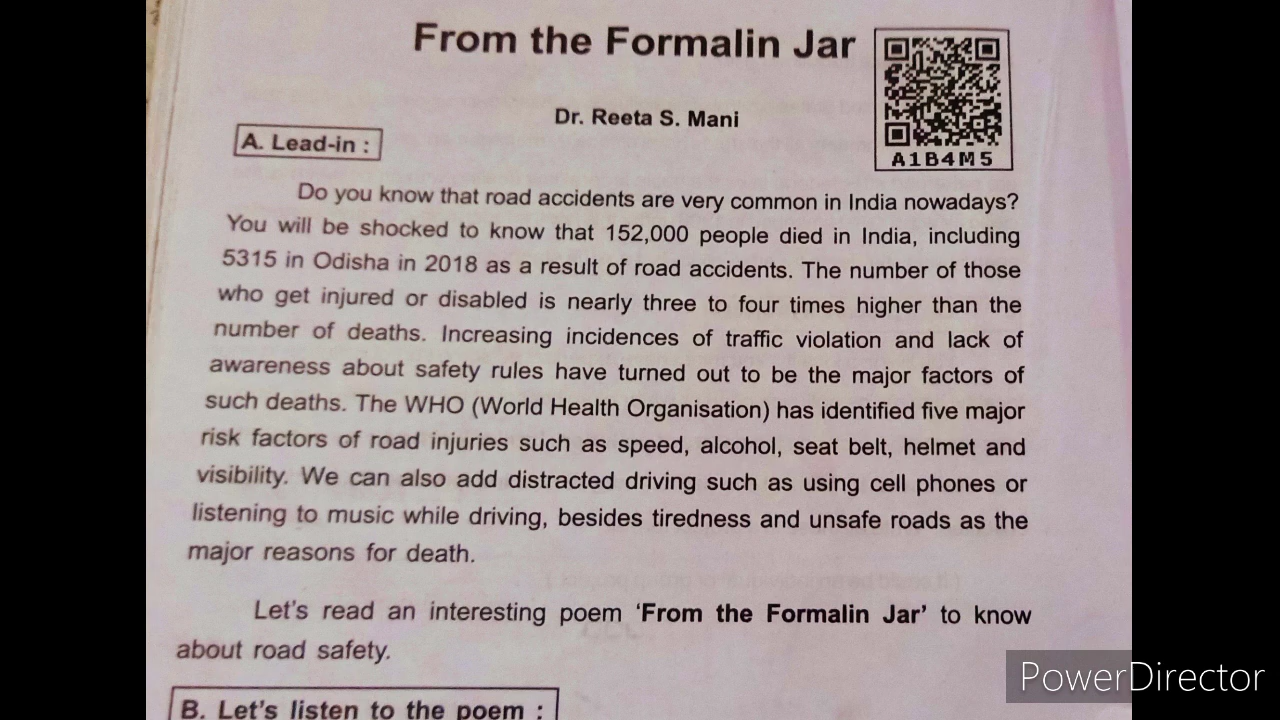 From the Formalin Jar
Dr. Reeta S. Mani
A1B4M5
A. Lead-in :
Do you know that road accidents are very common in India nowadays?
You will be shocked to know that 152,000 people died in India, including
5315 in Odisha in 2018 as a result of road accidents. The number of those
who get injured or disabled is nearly three to four times higher than the
number of deaths. Increasing incidences of traffic violation and lack of
awareness about safety rules have turned out to be the major factors of
such deaths. The WHO (World Health Organisation) has identified five major
risk factors of road injuries such as speed, alcohol, seat belt, helmet and
visibility. We can also add distracted driving such as using cell phones or
listening to music while driving, besides tiredness and unsafe roads as the
major reasons for death.
Let's read an interesting poem 'From the Formalin Jar' to know
about road safety.
B. Let's listen to the poem :
PowerDirector